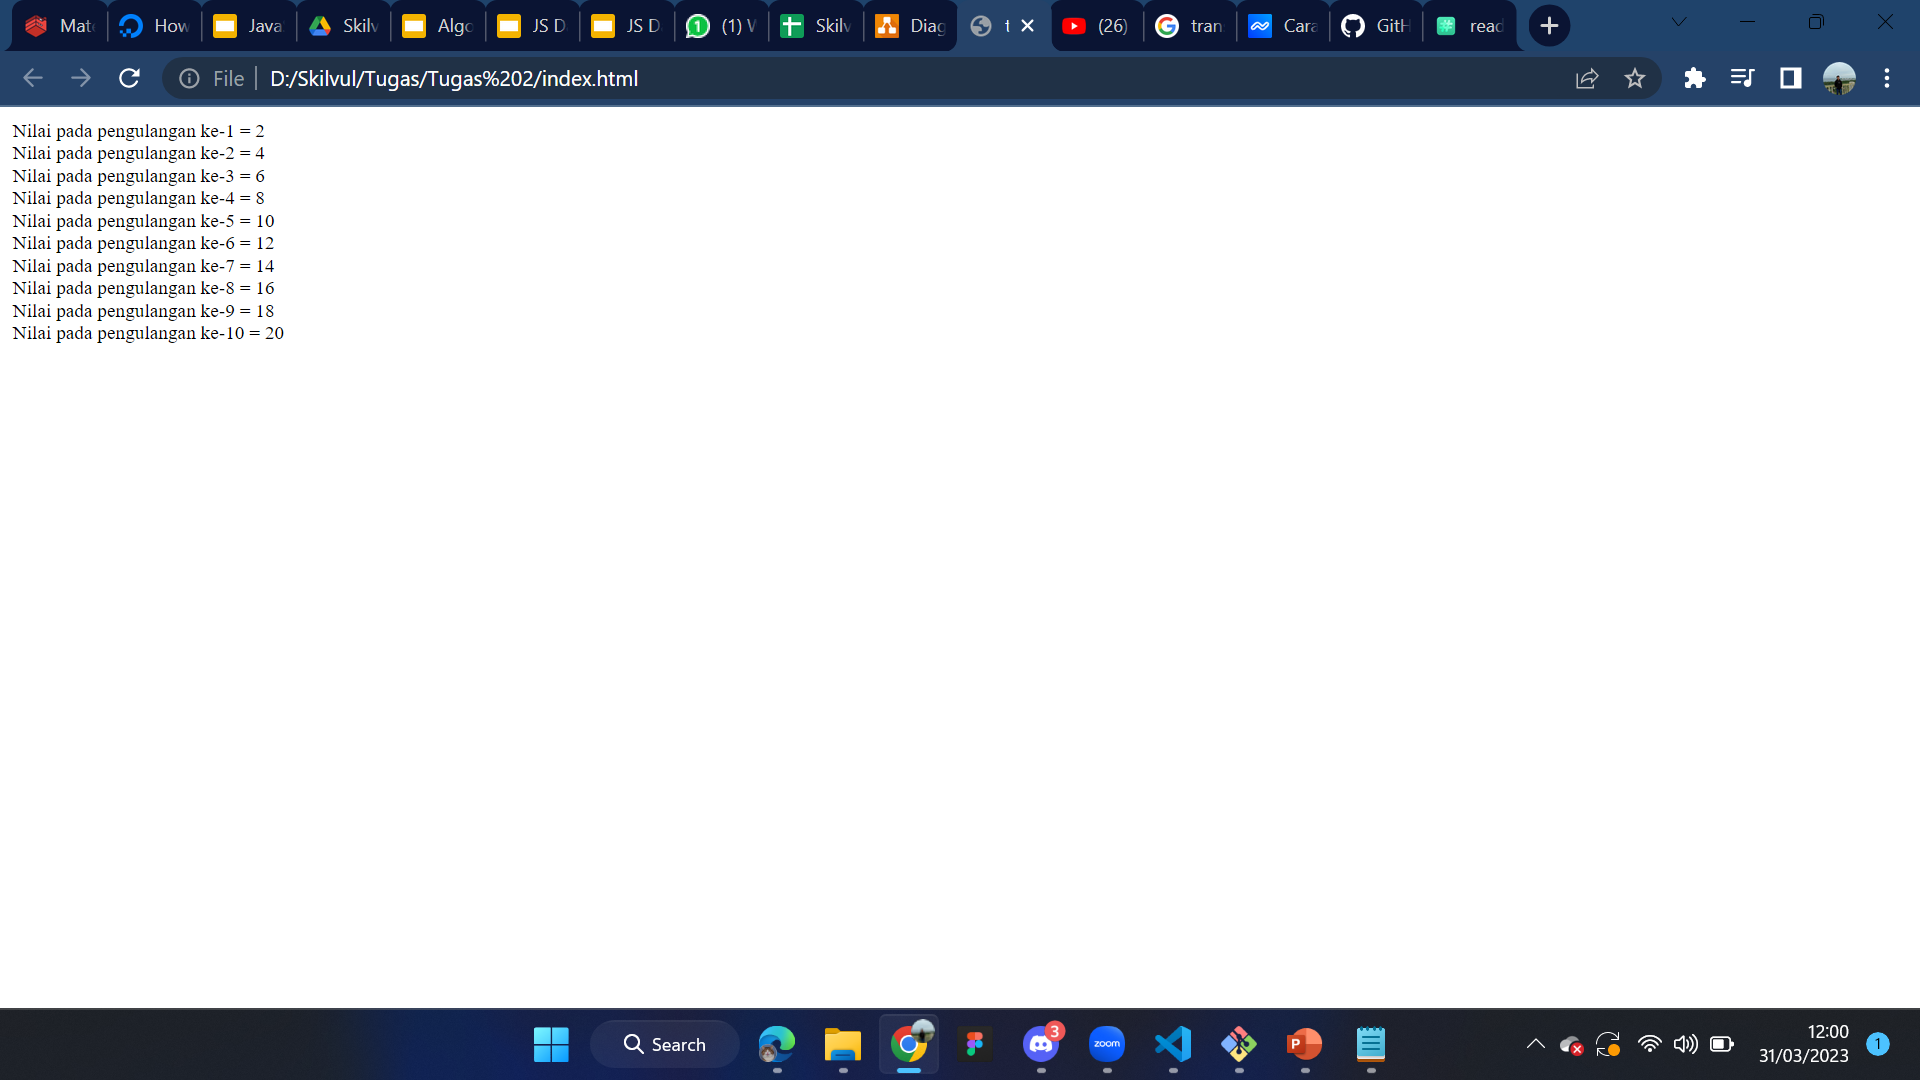 Mat How Java Skilv Algo JS D JS D (1) W Skilv Diag t (26) tran Cara GitH read
File D:/Skilvul/Tugas/Tugas%202/index.html
Nilai pada pengulangan ke-1 = 2
Nilai pada pengulangan ke-2 = 4
Nilai pada pengulangan ke-3 = 6
Nilai pada pengulangan ke-4 = 8
Nilai pada pengulangan ke-5 = 10
Nilai pada pengulangan ke-6 = 12
Nilai pada pengulangan ke-7 = 14
Nilai pada pengulangan ke-8 = 16
Nilai pada pengulangan ke-9 = 18
Nilai pada pengulangan ke-10 = 20
Search 3 zoom P 12:00 1
31/03/2023